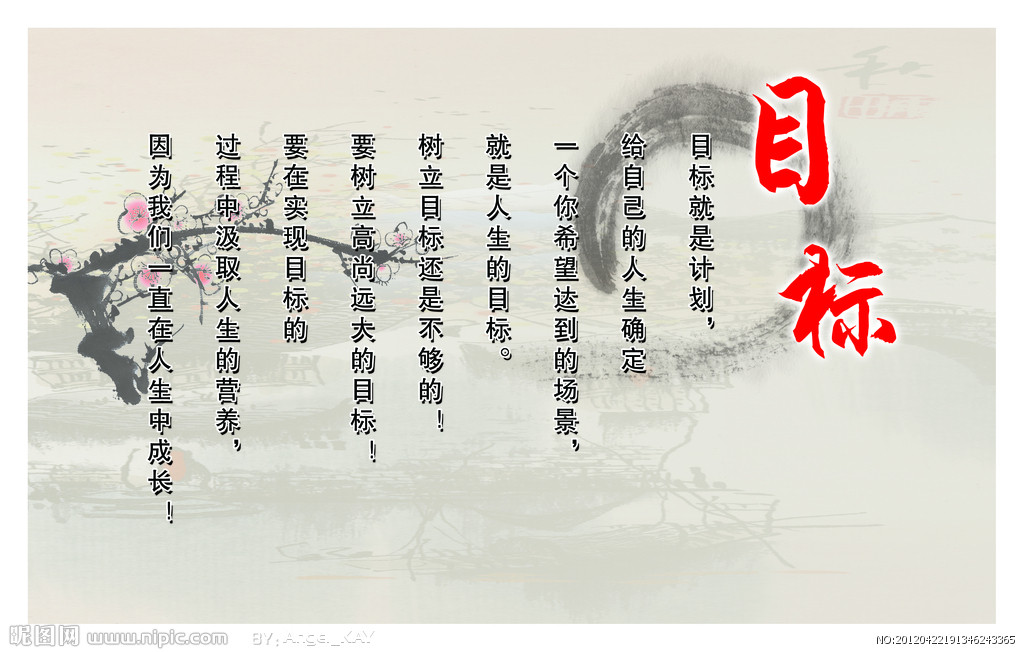 目标
目标就是计划，
给自己的人生确定
一个你希望达到的场景，
就是人生的目标。
树立目标还是不够的！
要树立高尚远大的目标！
要在实现目标的
过程中汲取人生的营养，
因为我们一直在人生中成长！
昵图网 www.nipic.com BY: Angel_KAY
NO:20120422191346243365